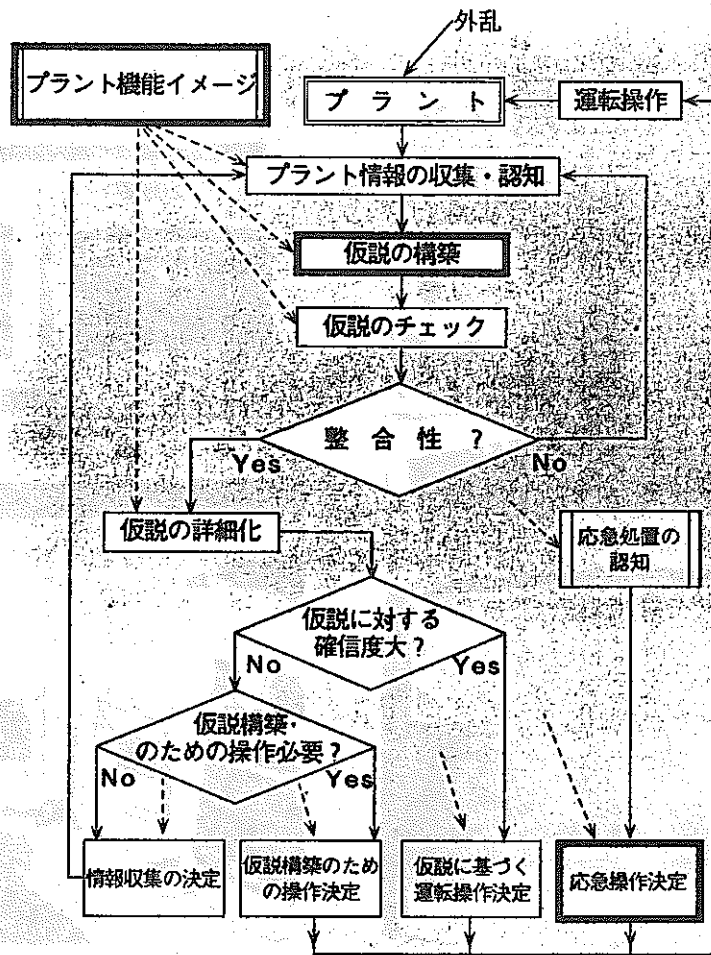 外乱
プラント機能イメージ
プラント
運転操作
プラント情報の収集・認知
仮説の構築
仮説のチェック
整合性？
Yes
No
仮説の詳細化
応急処置の
認知
仮説に対する
確信度大？
No
Yes
仮説構築・
のための操作必要？
No
Yes
情報収集の決定
仮説構築のため
の操作決定
仮説に基づく
運転操作決定
応急操作決定